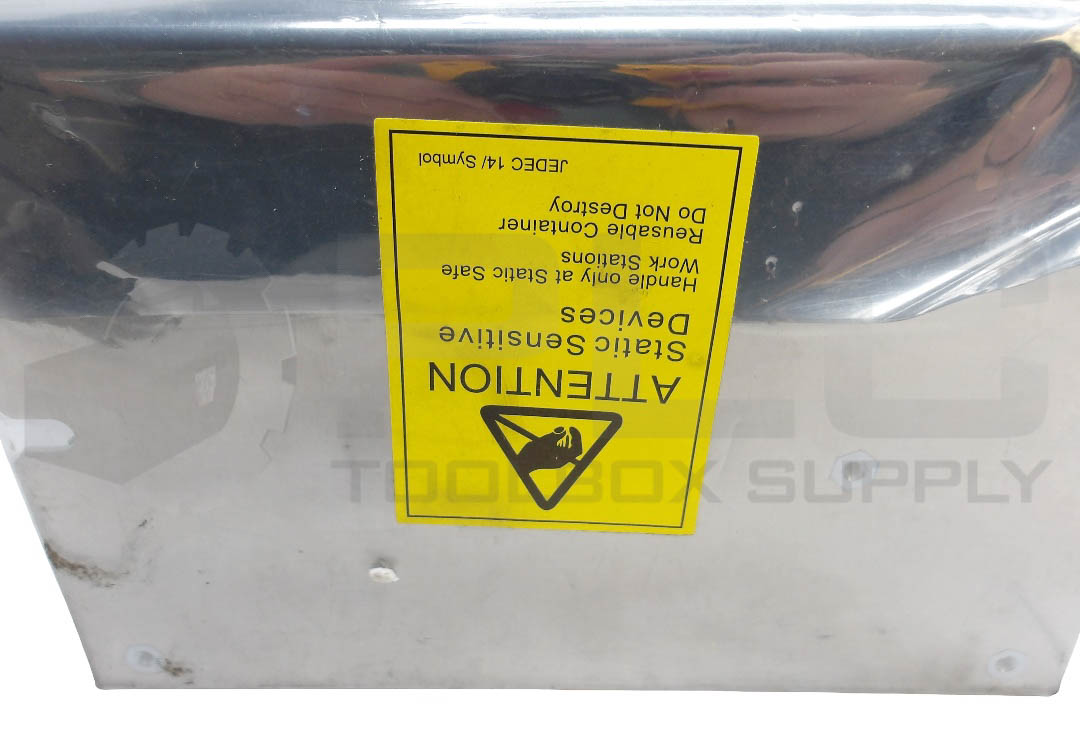 ATTENTION
Static Sensitive
Devices
Handle only at Static Safe
Work Stations
Reusable Container
Do Not Destroy
JEDEC 14/ Symbol
PLC
TOOLBOX SUPPLY